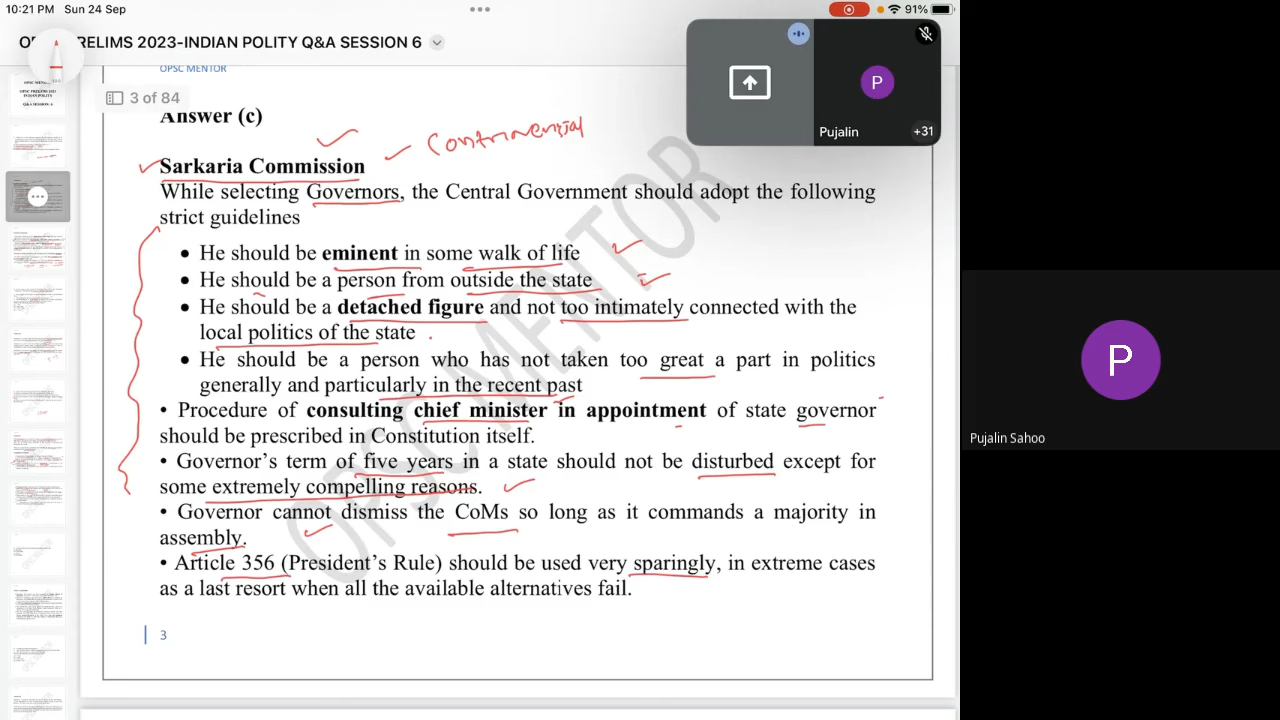 10:21 PM Sun 24 Sep
91%
RELIMS 2023-INDIAN POLITY Q&A SESSION 6
OPSC MENTOR
3 of 84
Answer (c)
Sarkaria Commission
While selecting Governors, the Central Government should adopt the following
strict guidelines
• He should be eminent in some walk of life
• He should be a person from outside the state
• He should be a detached figure and not too intimately connected with the
local politics of the state
• He should be a person who has not taken too great a part in politics
generally and particularly in the recent past
• Procedure of consulting chief minister in appointment of state governor
should be prescribed in Constitution itself.
• Governor’s term of five years in a state should not be disturbed except for
some extremely compelling reasons
• Governor cannot dismiss the CoMs so long as it commands a majority in
assembly.
• Article 356 (President’s Rule) should be used very sparingly, in extreme cases
as a last resort when all the available alternatives fail.
3
OPSC MENTOR
P
Pujalin
+31
P
Pujalin Sahoo